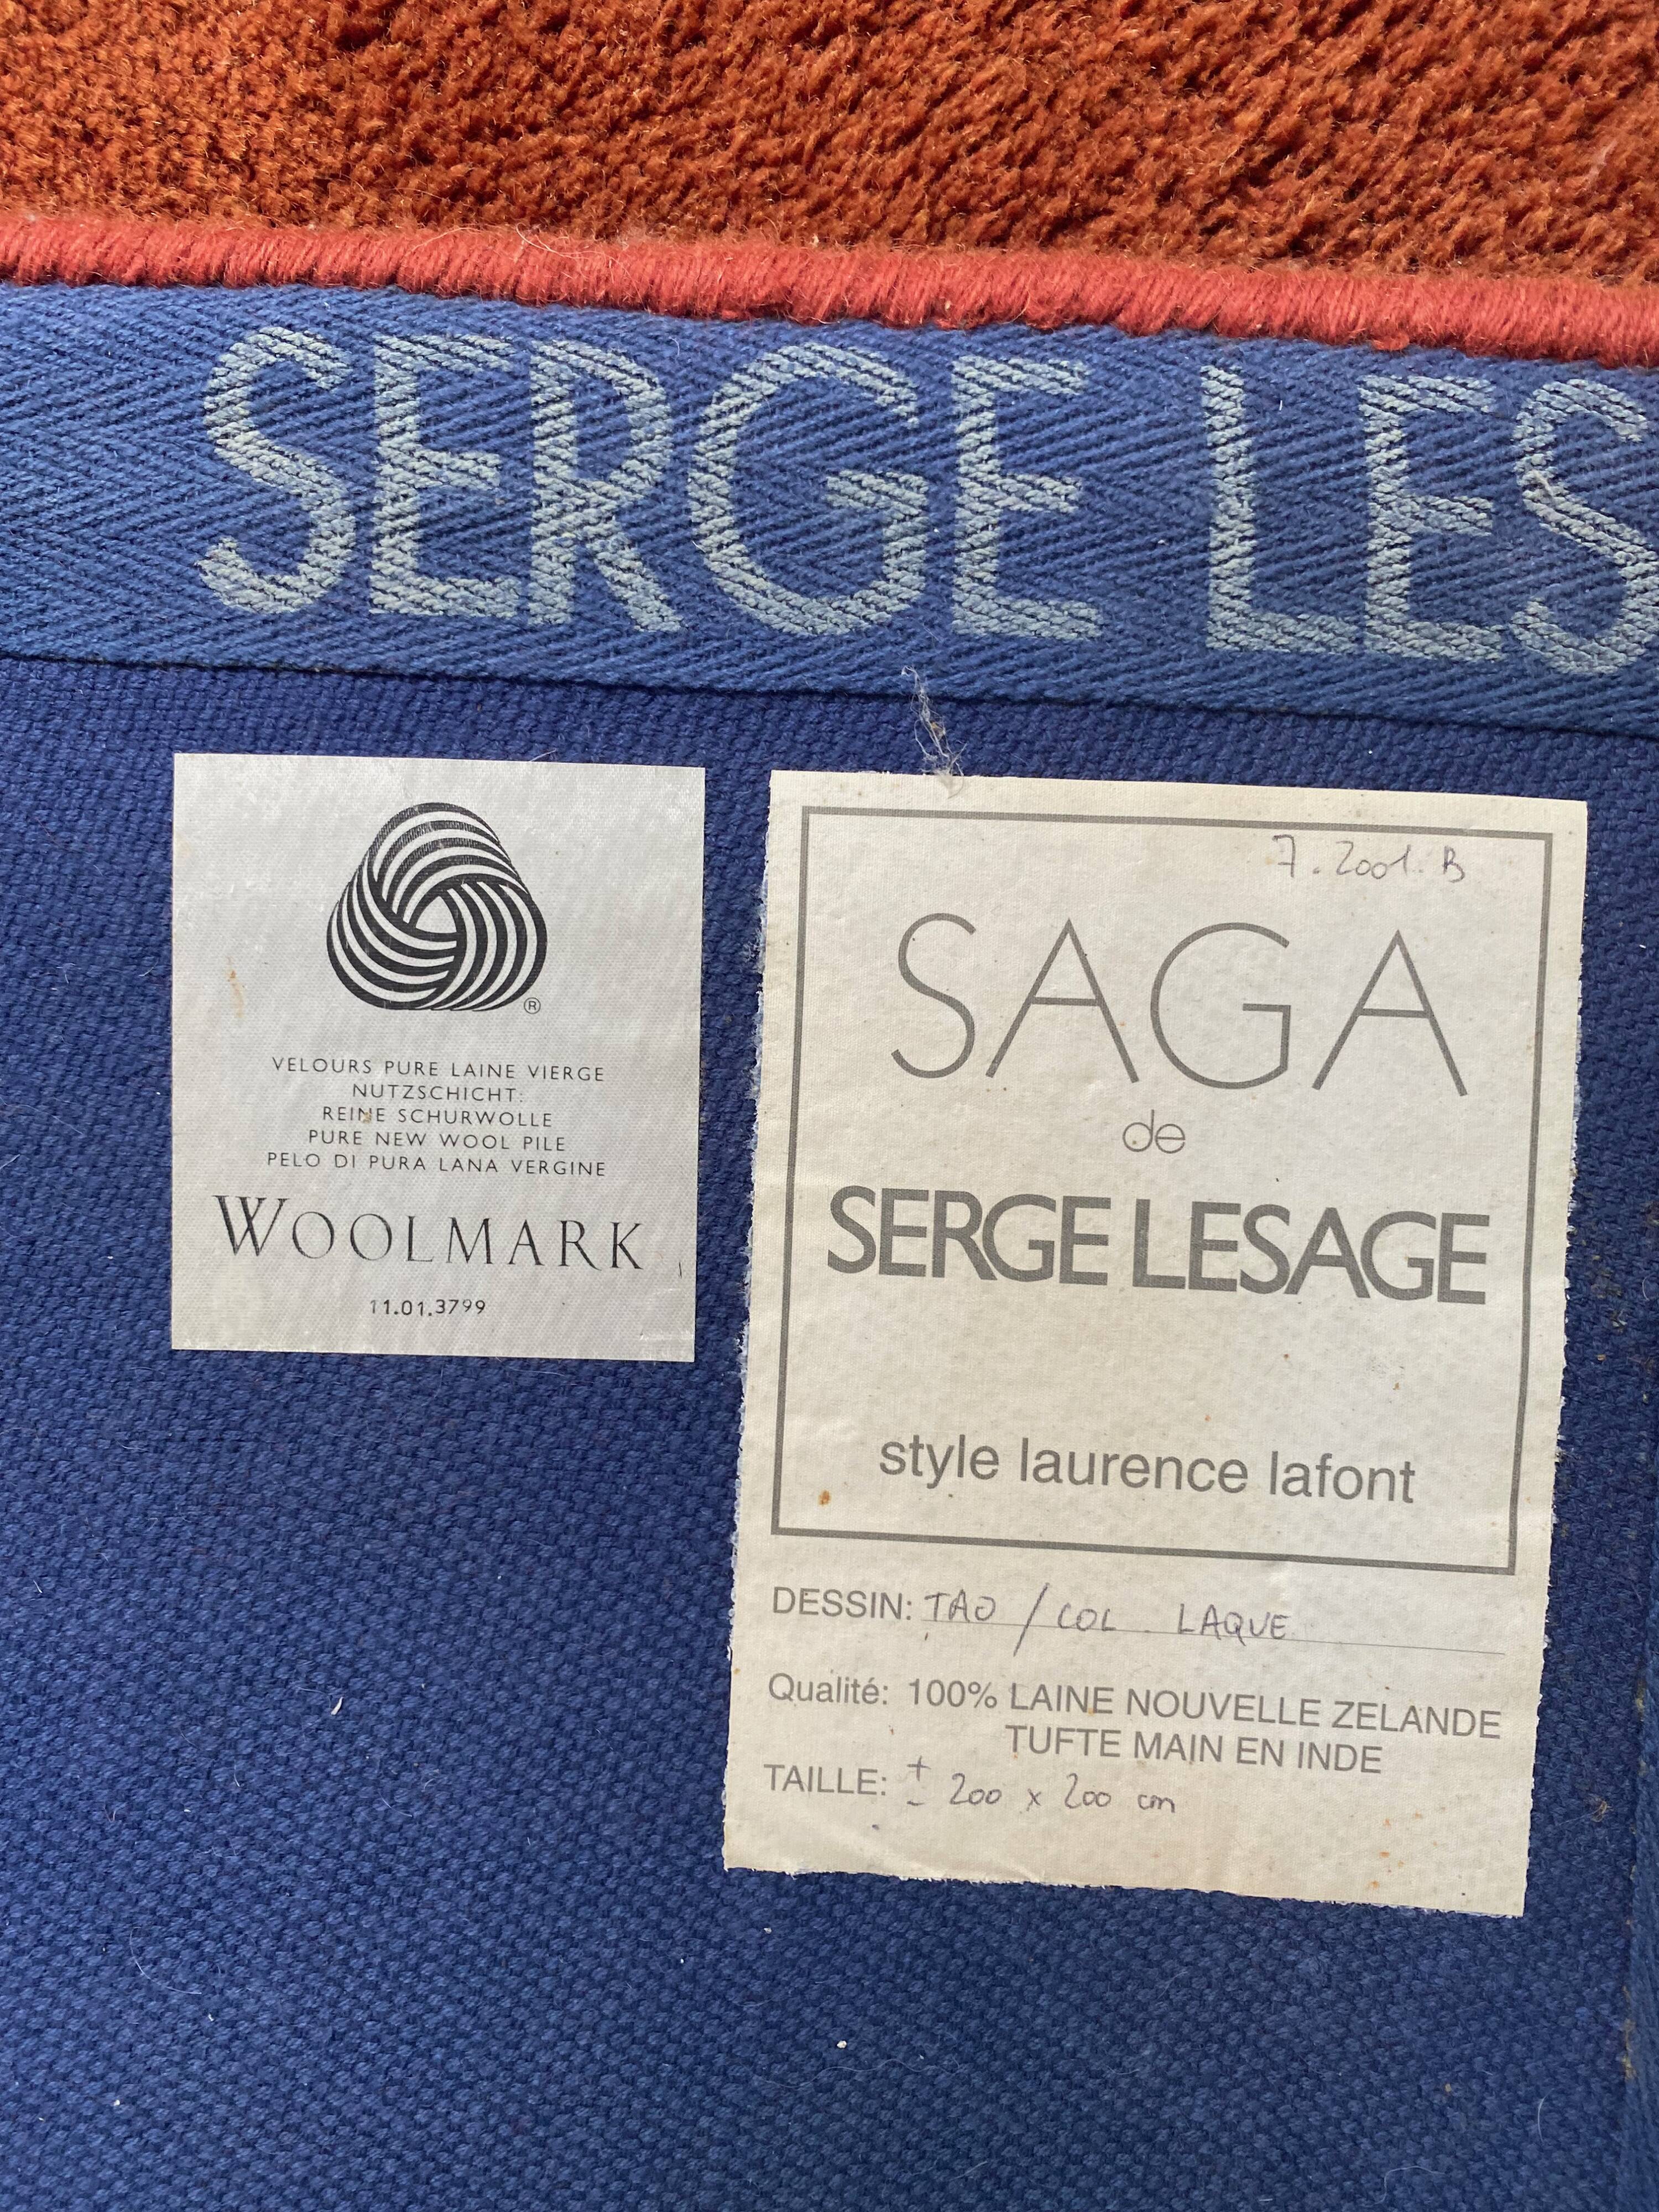 SERGE LES
®
VELOURS PURE LAINE VIERGE
NUTZSCHICHT:
REINE SCHURWOLLE
PURE NEW WOOL PILE
PELO DI PURA LANA VERGINE
WOOLMARK
11.01.3799
7.2001.B
SAGA
de
SERGE LESAGE
style laurence lafont
DESSIN: TAO / COL LAQUE
Qualité: 100% LAINE NOUVELLE ZELANDE
TUFTE MAIN EN INDE
TAILLE: ± 200 x 200 cm